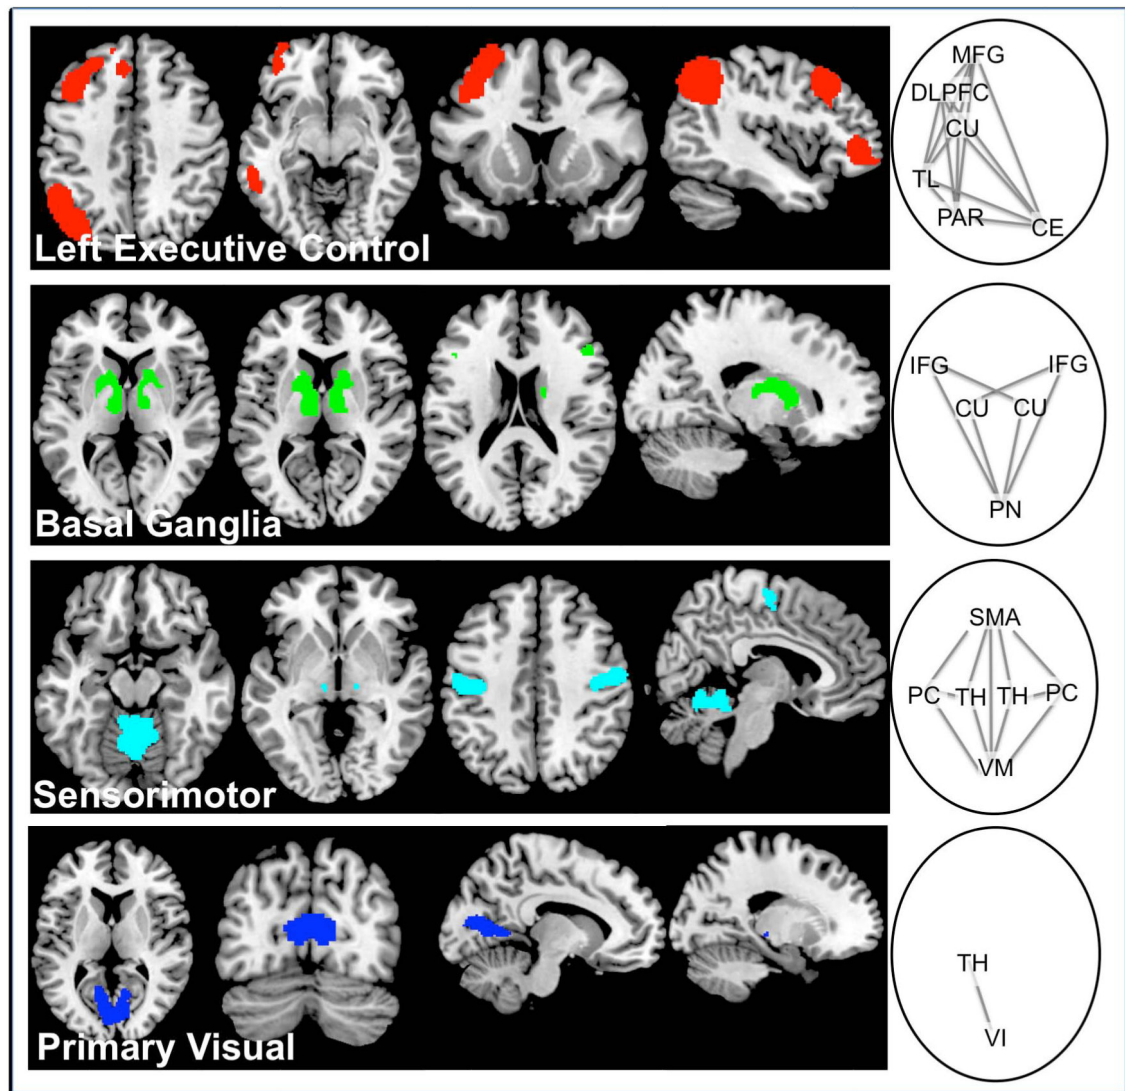 MFG
DLPFC
CU
TL
PAR
CE
Left Executive Control
IFG IFG
CU CU
PN
Basal Ganglia
SMA
PC TH TH PC
VM
Sensorimotor
TH
VI
Primary Visual